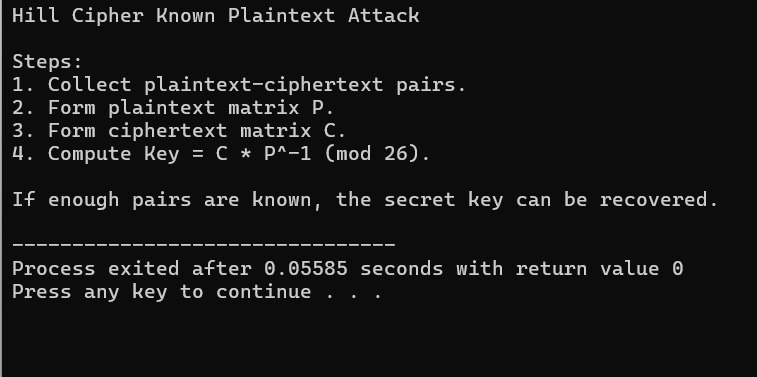 Hill Cipher Known Plaintext Attack
Steps:
1. Collect plaintext-ciphertext pairs.
2. Form plaintext matrix P.
3. Form ciphertext matrix C.
4. Compute Key = C * P^-1 (mod 26).
If enough pairs are known, the secret key can be recovered.
--------------------------------
Process exited after 0.05585 seconds with return value 0
Press any key to continue . . .